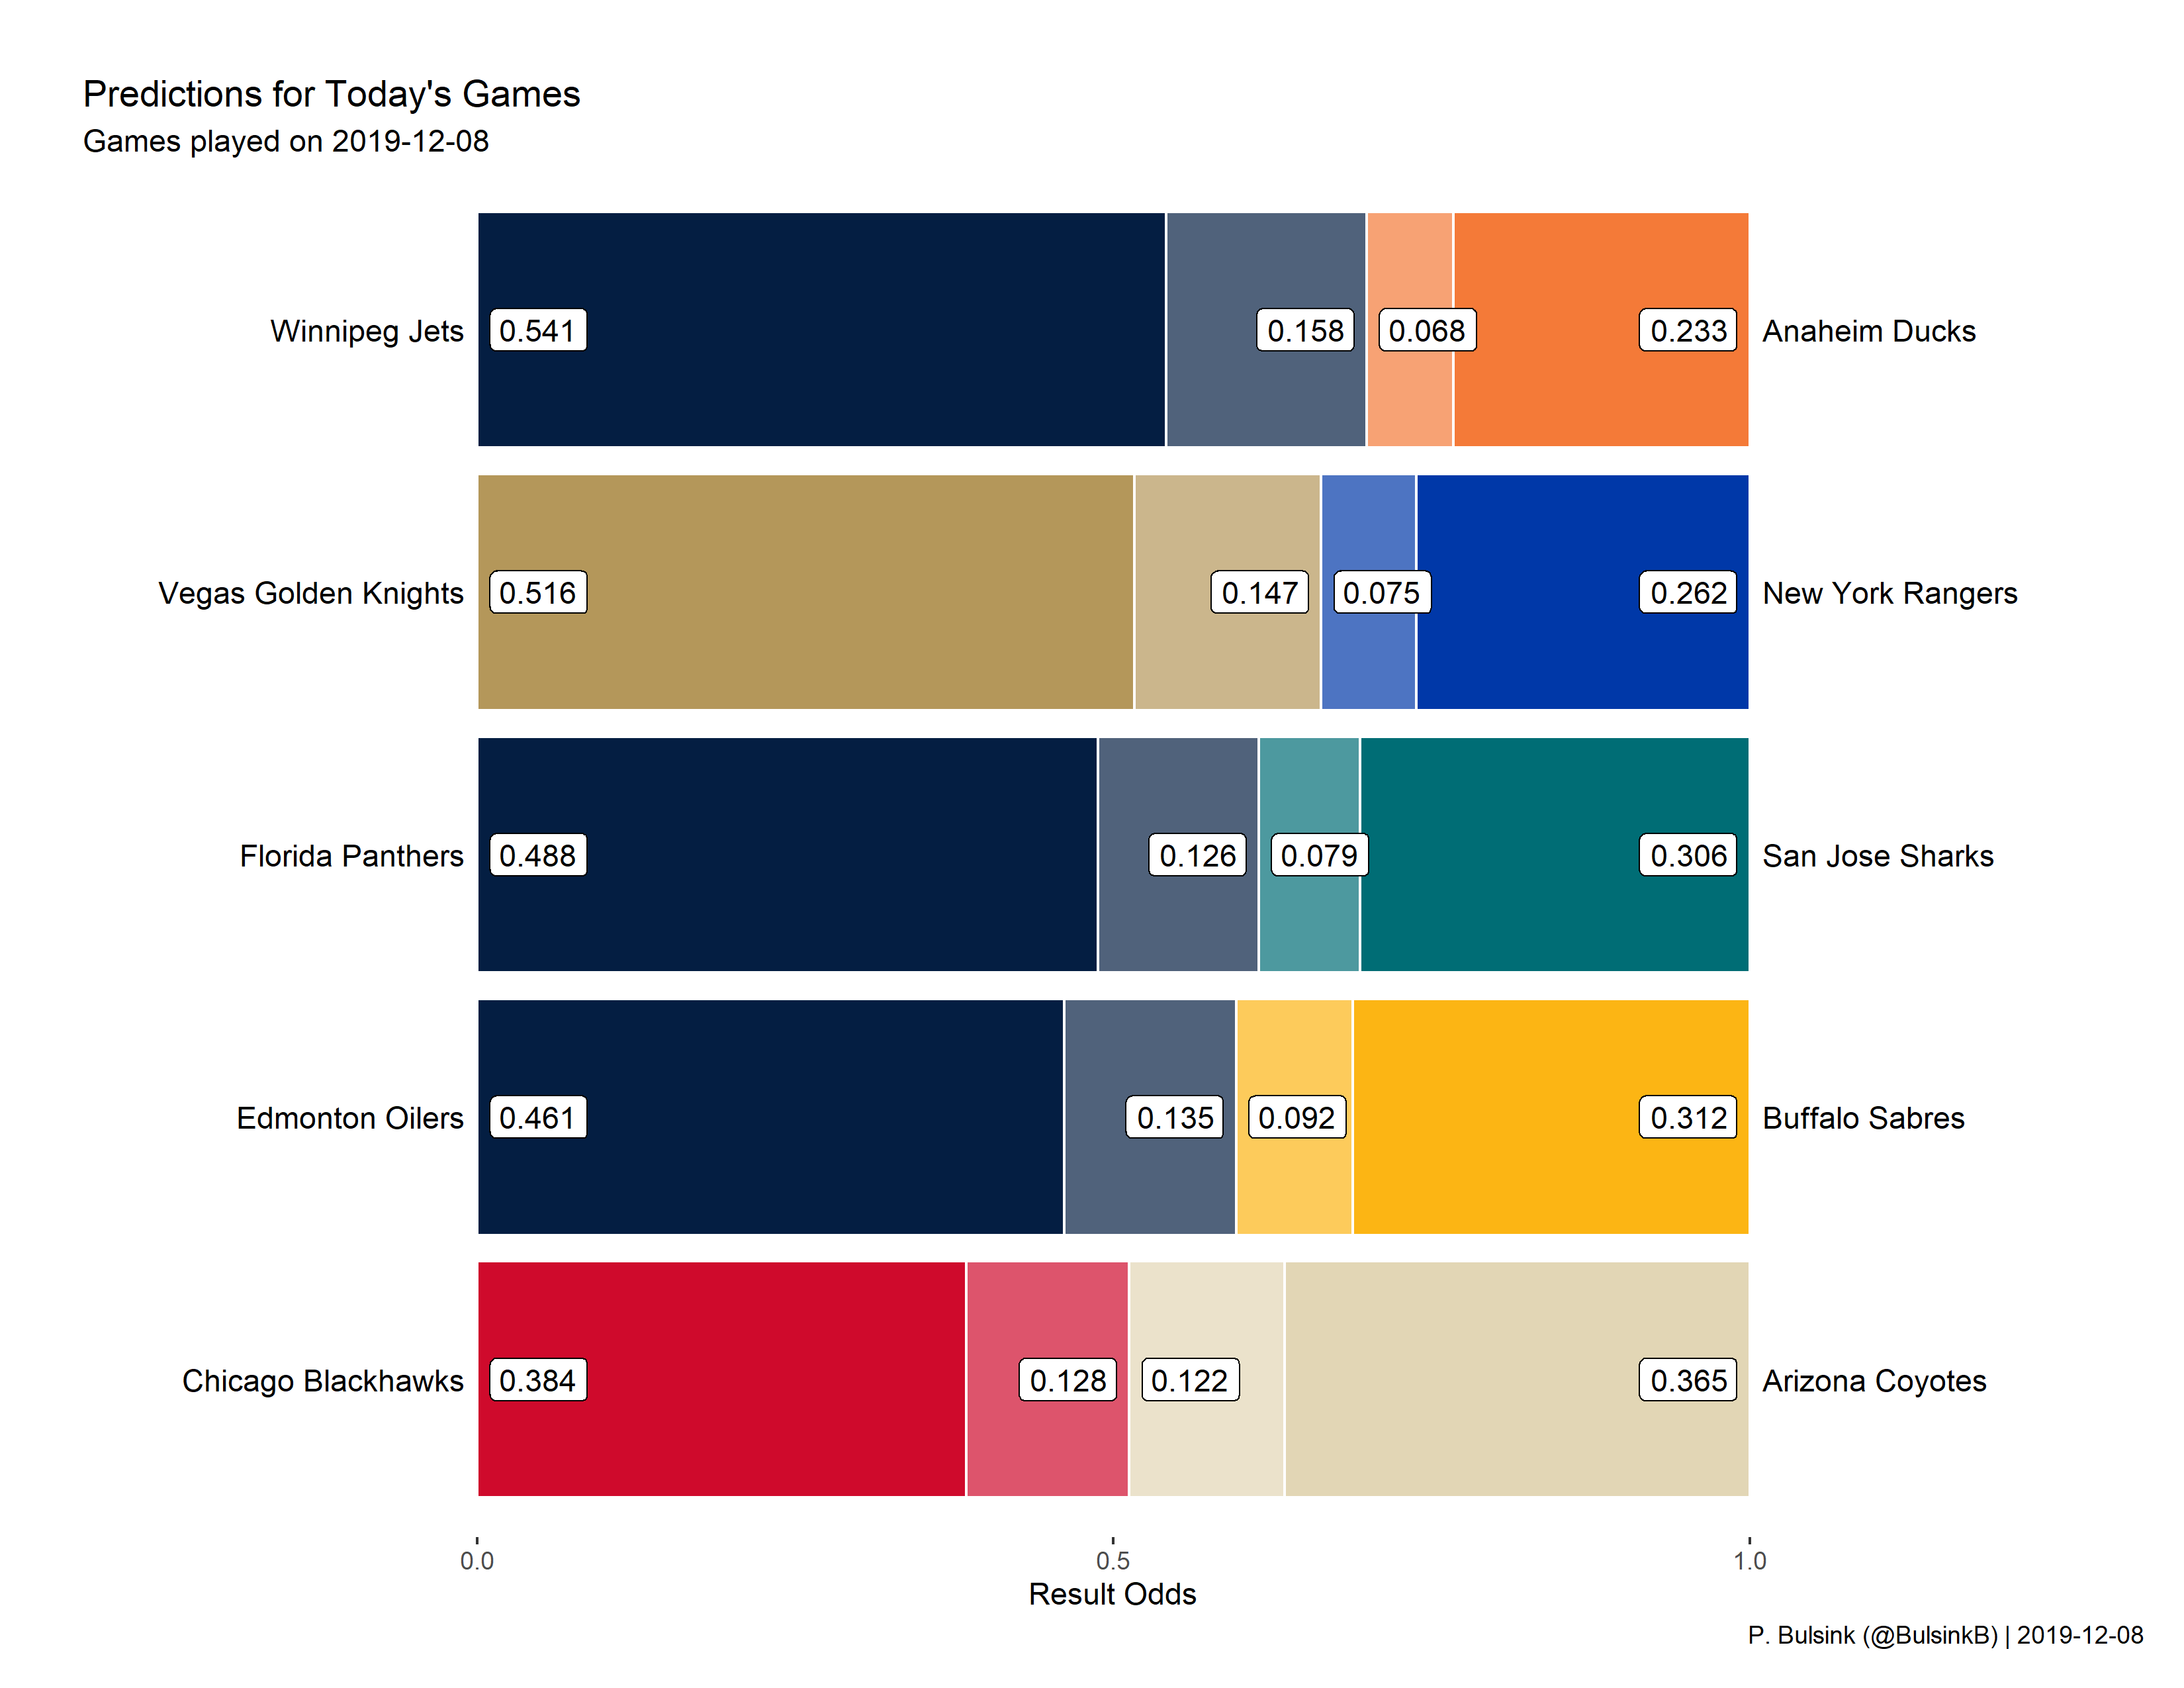 Predictions for Today's Games
Games played on 2019-12-08
Winnipeg Jets 0.541 0.158 0.068 0.233 Anaheim Ducks
Vegas Golden Knights 0.516 0.147 0.075 0.262 New York Rangers
Florida Panthers 0.488 0.126 0.079 0.306 San Jose Sharks
Edmonton Oilers 0.461 0.135 0.092 0.312 Buffalo Sabres
Chicago Blackhawks 0.384 0.128 0.122 0.365 Arizona Coyotes
0.0 0.5 1.0
Result Odds
P. Bulsink (@BulsinkB) | 2019-12-08